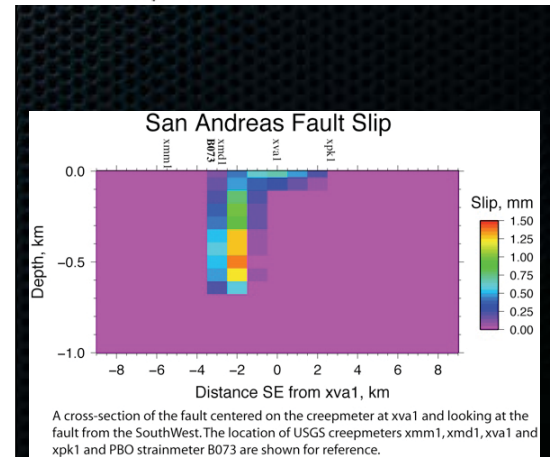 San Andreas Fault Slip
xmm1
B073
xmd1
xva1
xpk1
Slip, mm
0.0
−0.5
−1.0
Depth, km
1.50
1.25
1.00
0.75
0.50
0.25
0.00
−8 −6 −4 −2 0 2 4 6 8
Distance SE from xva1, km
A cross-section of the fault centered on the creepmeter at xva1 and looking at the
fault from the SouthWest. The location of USGS creepmeters xmm1, xmd1, xva1 and
xpk1 and PBO strainmeter B073 are shown for reference.